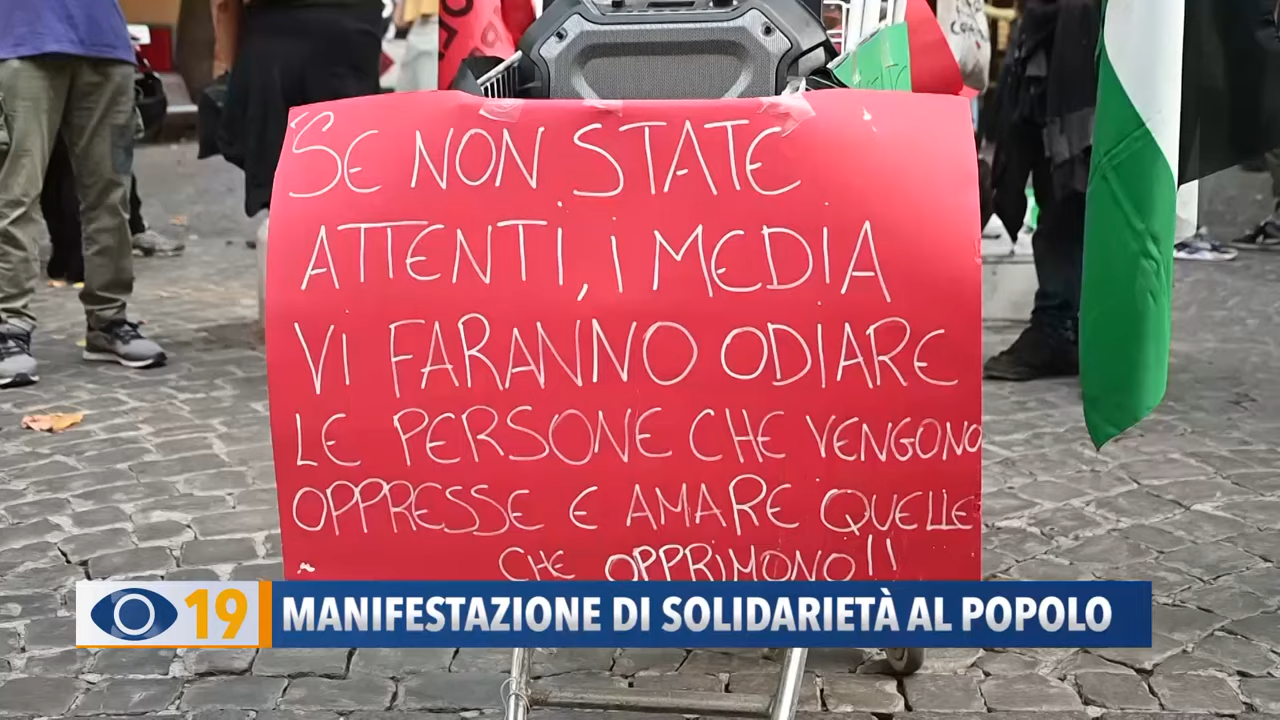 "SE NON STATE
ATTENTI, I MEDIA
VI FARANNO ODIARE
LE PERSONE CHE VENGONO
OPPRESSE E AMARE QUELLE
CHE OPPRIMONO!!
19 MANIFESTAZIONE DI SOLIDARIETÀ AL POPOLO